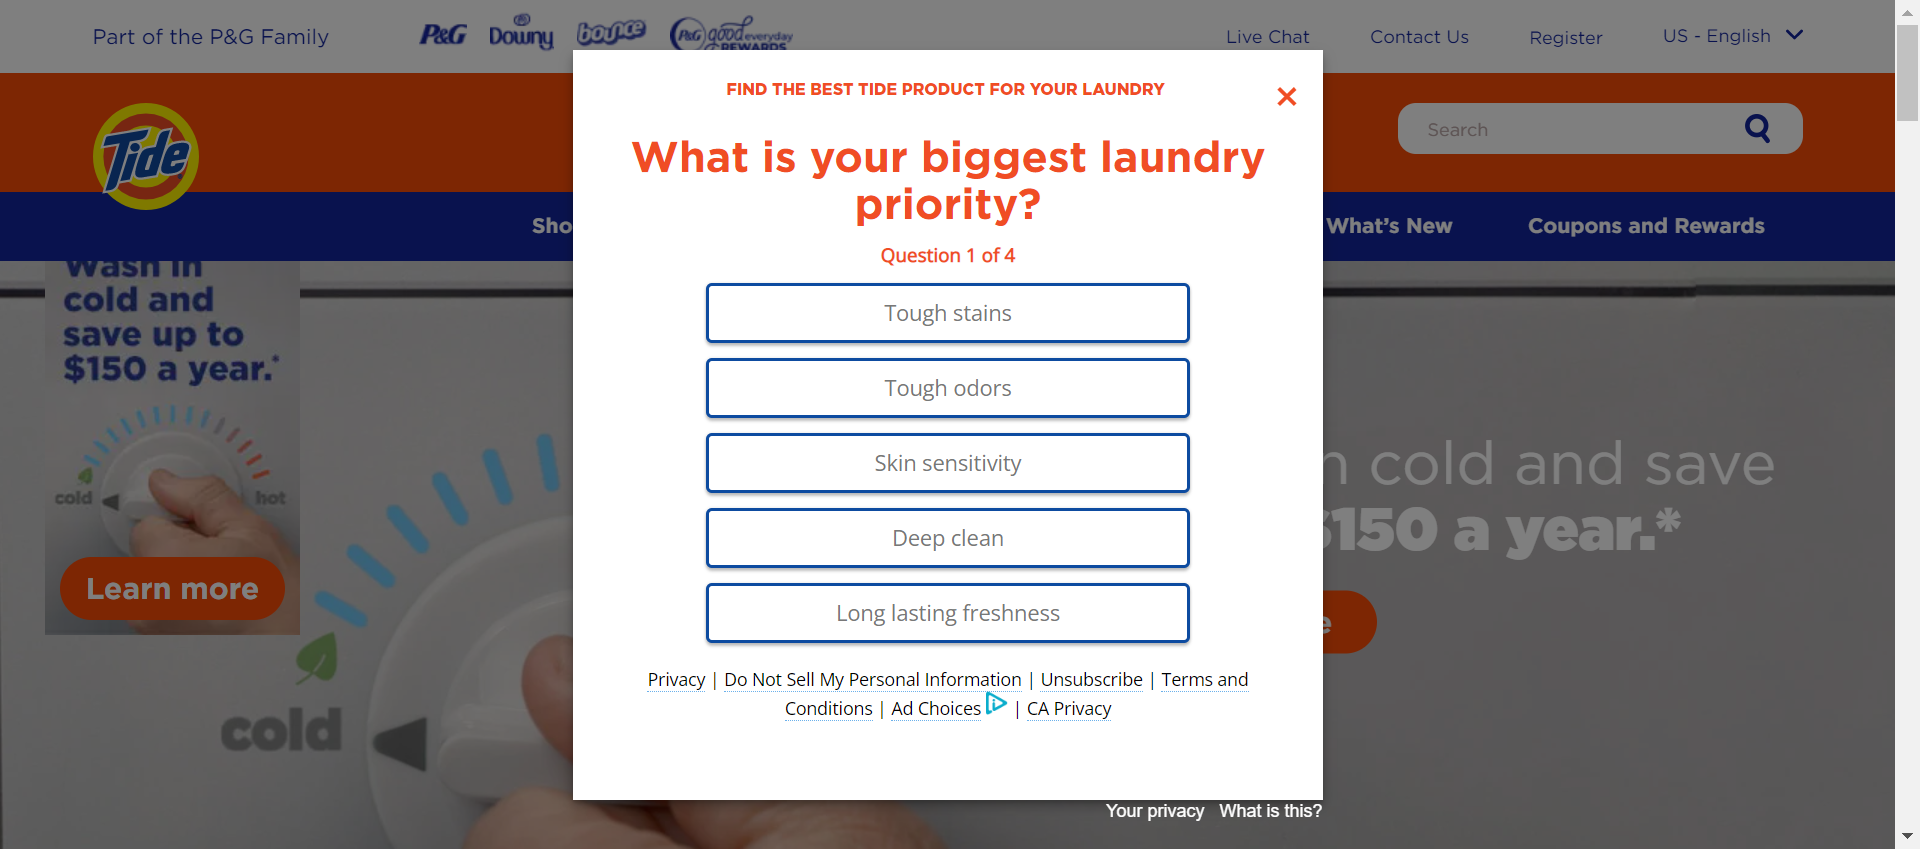 Part of the P&G Family
P&G
Downy
bounce
P&G good everyday
REWARDS
Live Chat
Contact Us
Register
US - English
Tide
Search
Sho
What's New
Coupons and Rewards
FIND THE BEST TIDE PRODUCT FOR YOUR LAUNDRY
What is your biggest laundry
priority?
Question 1 of 4
Tough stains
Tough odors
Skin sensitivity
Deep clean
Long lasting freshness
Privacy | Do Not Sell My Personal Information | Unsubscribe | Terms and
Conditions | Ad Choices | CA Privacy
Your privacy What is this?
Wash in
cold and
save up to
$150 a year.*
cold
hot
Learn more
cold
n cold and save
$150 a year.*
e